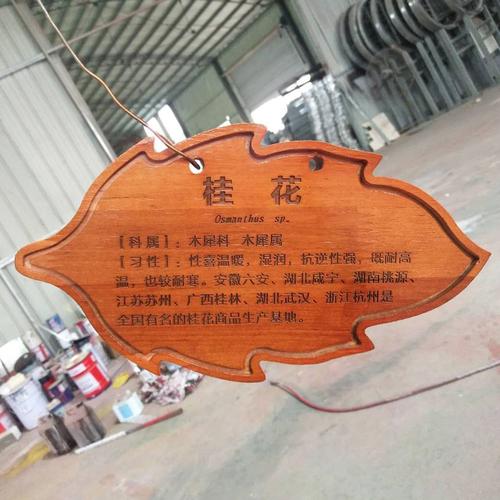 桂花
Osmanthus sp.
【科属】：木犀科 木犀属
【习性】：性喜温暖，湿润，抗逆性强，既耐高
温，也较耐寒。安徽六安、湖北咸宁、湖南桃源、
江苏苏州、广西桂林、湖北武汉、浙江杭州是
全国有名的桂花商品生产基地。